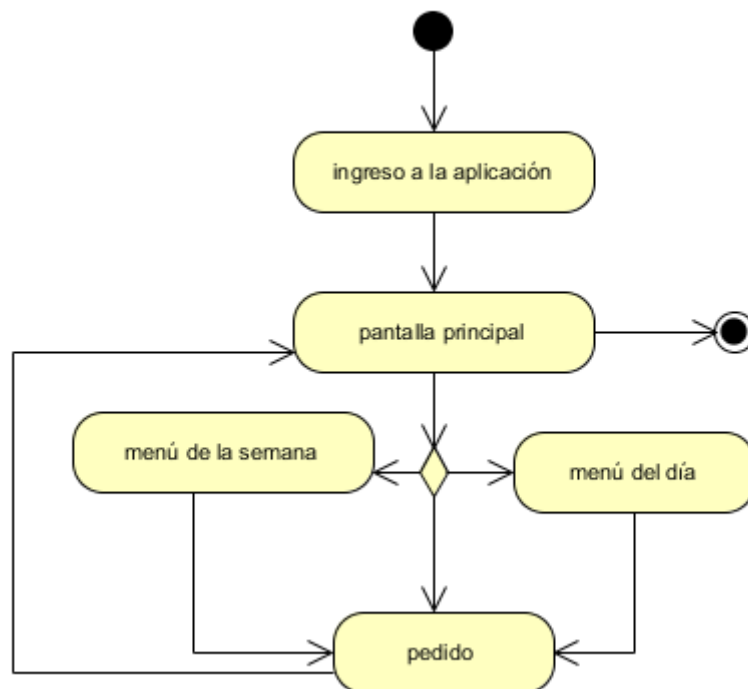 ingreso a la aplicación
pantalla principal
menú de la semana
menú del día
pedido